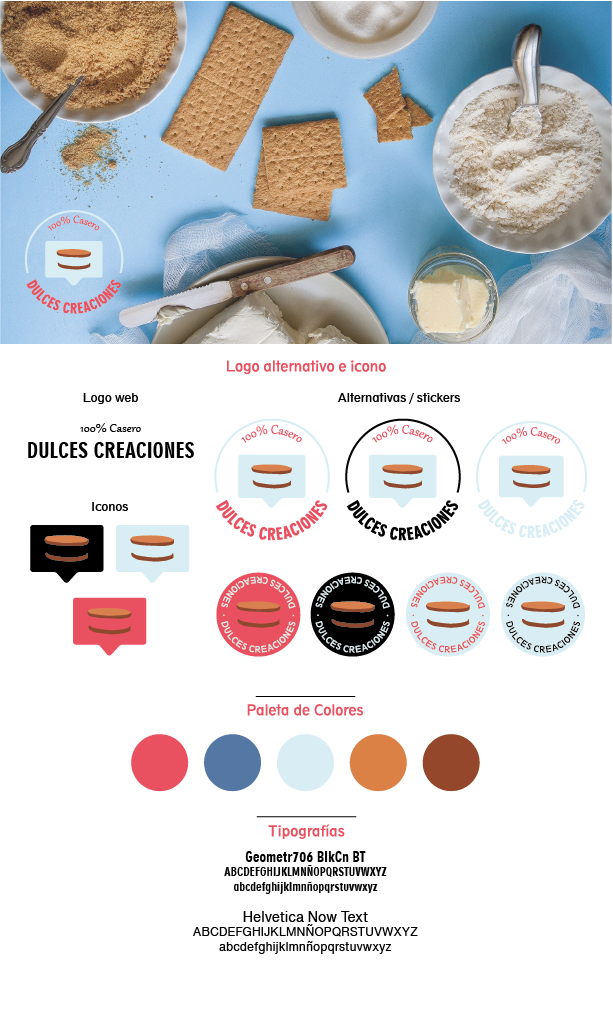 100% Casero
DULCES CREACIONES
Logo alternativo e icono
Logo web
Alternativas / stickers
100% Casero
DULCES CREACIONES
100% Casero
DULCES CREACIONES
100% Casero
DULCES CREACIONES
100% Casero
DULCES CREACIONES
Iconos
DULCES CREACIONES · DULCES CREACIONES ·
DULCES CREACIONES · DULCES CREACIONES ·
DULCES CREACIONES · DULCES CREACIONES ·
DULCES CREACIONES · DULCES CREACIONES ·
Paleta de Colores
Tipografías
Geometr706 BlkCn BT
ABCDEFGHIJKLMNÑOPQRSTUVWXYZ
abcdefghijklmnñopqrstuvwxyz
Helvetica Now Text
ABCDEFGHIJKLMNÑOPQRSTUVWXYZ
abcdefghijklmnñopqrstuvwxyz